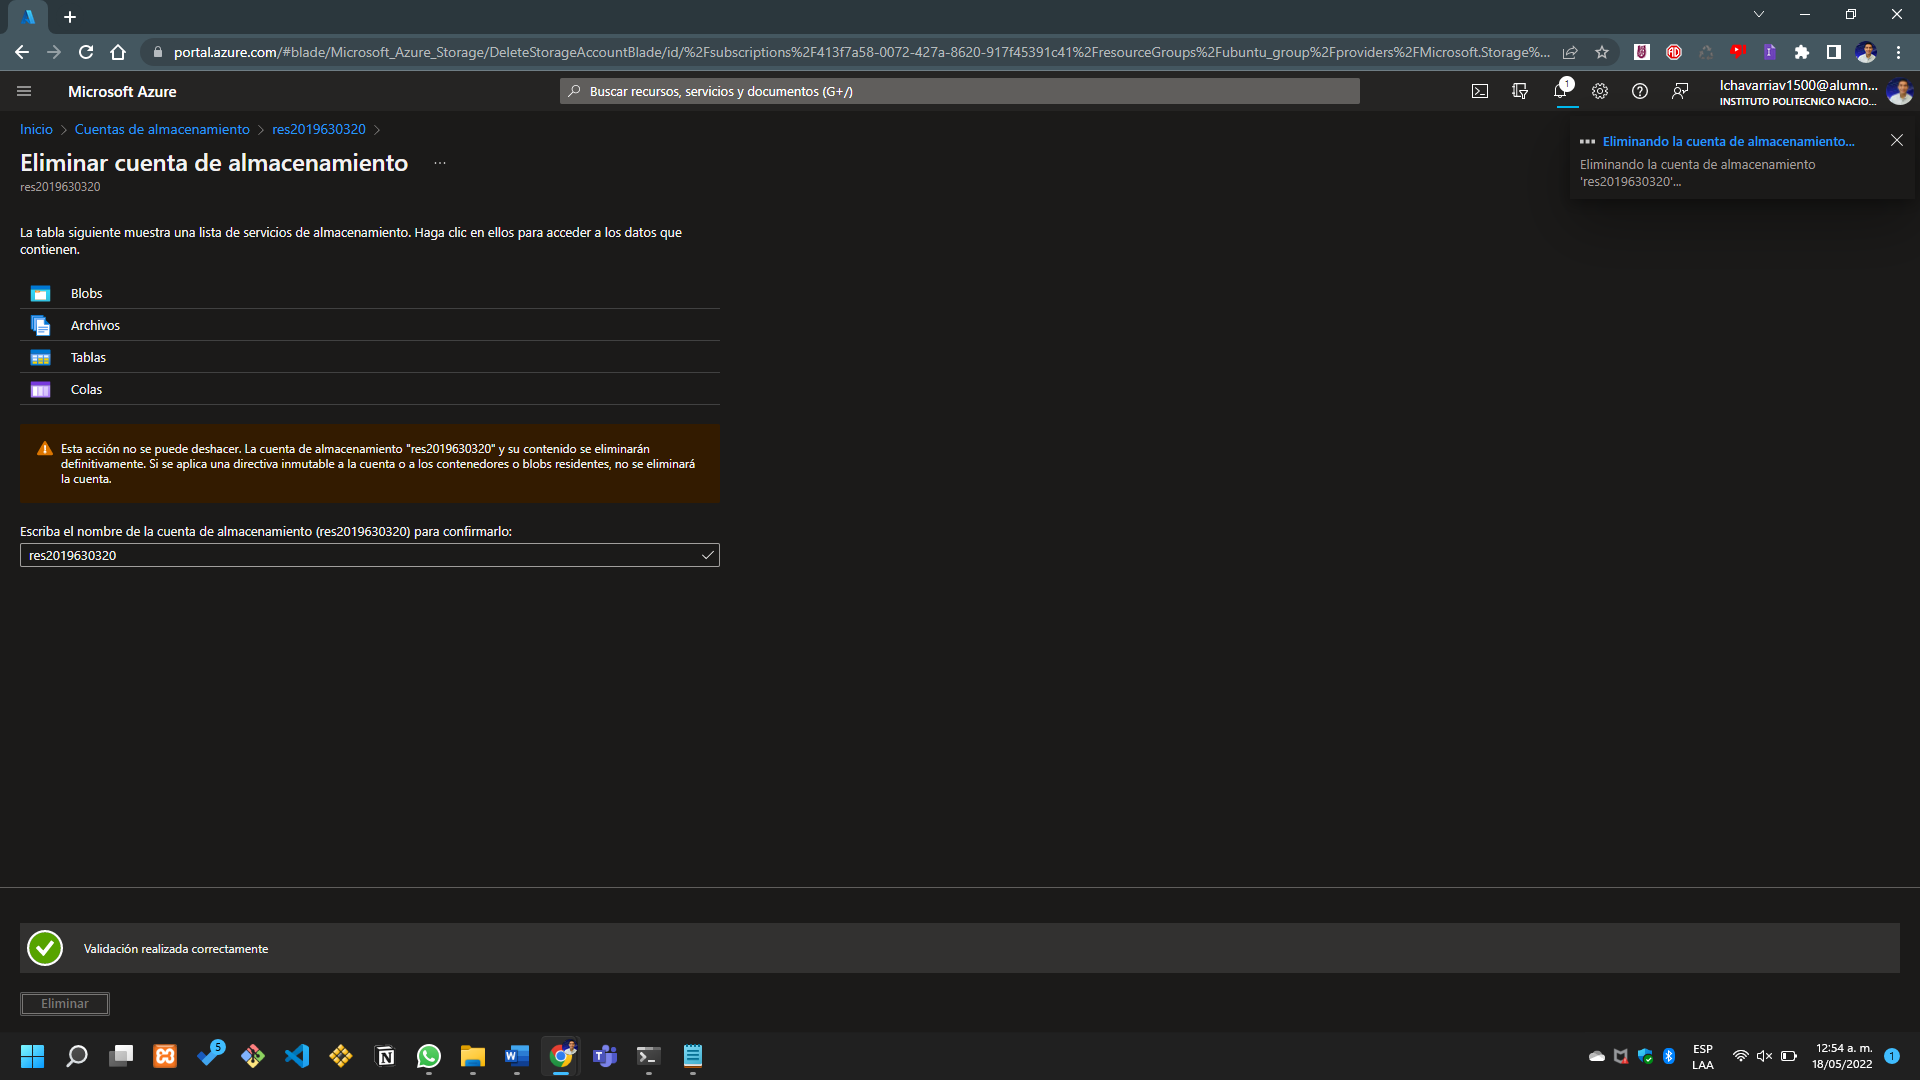 portal.azure.com/#blade/Microsoft_Azure_Storage/DeleteStorageAccountBlade/id/%2Fsubscriptions%2F413f7a58-0072-427a-8620-917f45391c41%2FresourceGroups%2Fubuntu_group%2Fproviders%2FMicrosoft.Storage%...
Microsoft Azure
Buscar recursos, servicios y documentos (G+/)
1
lchavarriav1500@alumn...
INSTITUTO POLITECNICO NACIO...
Inicio > Cuentas de almacenamiento > res2019630320 >
Eliminar cuenta de almacenamiento ...
res2019630320
Eliminando la cuenta de almacenamiento...
Eliminando la cuenta de almacenamiento
'res2019630320'...
La tabla siguiente muestra una lista de servicios de almacenamiento. Haga clic en ellos para acceder a los datos que
contienen.
Blobs
Archivos
Tablas
Colas
Esta acción no se puede deshacer. La cuenta de almacenamiento "res2019630320" y su contenido se eliminarán
definitivamente. Si se aplica una directiva inmutable a la cuenta o a los contenedores o blobs residentes, no se eliminará
la cuenta.
Escriba el nombre de la cuenta de almacenamiento (res2019630320) para confirmarlo:
res2019630320
Validación realizada correctamente
Eliminar
5
ESP
LAA
12:54 a. m.
18/05/2022
1